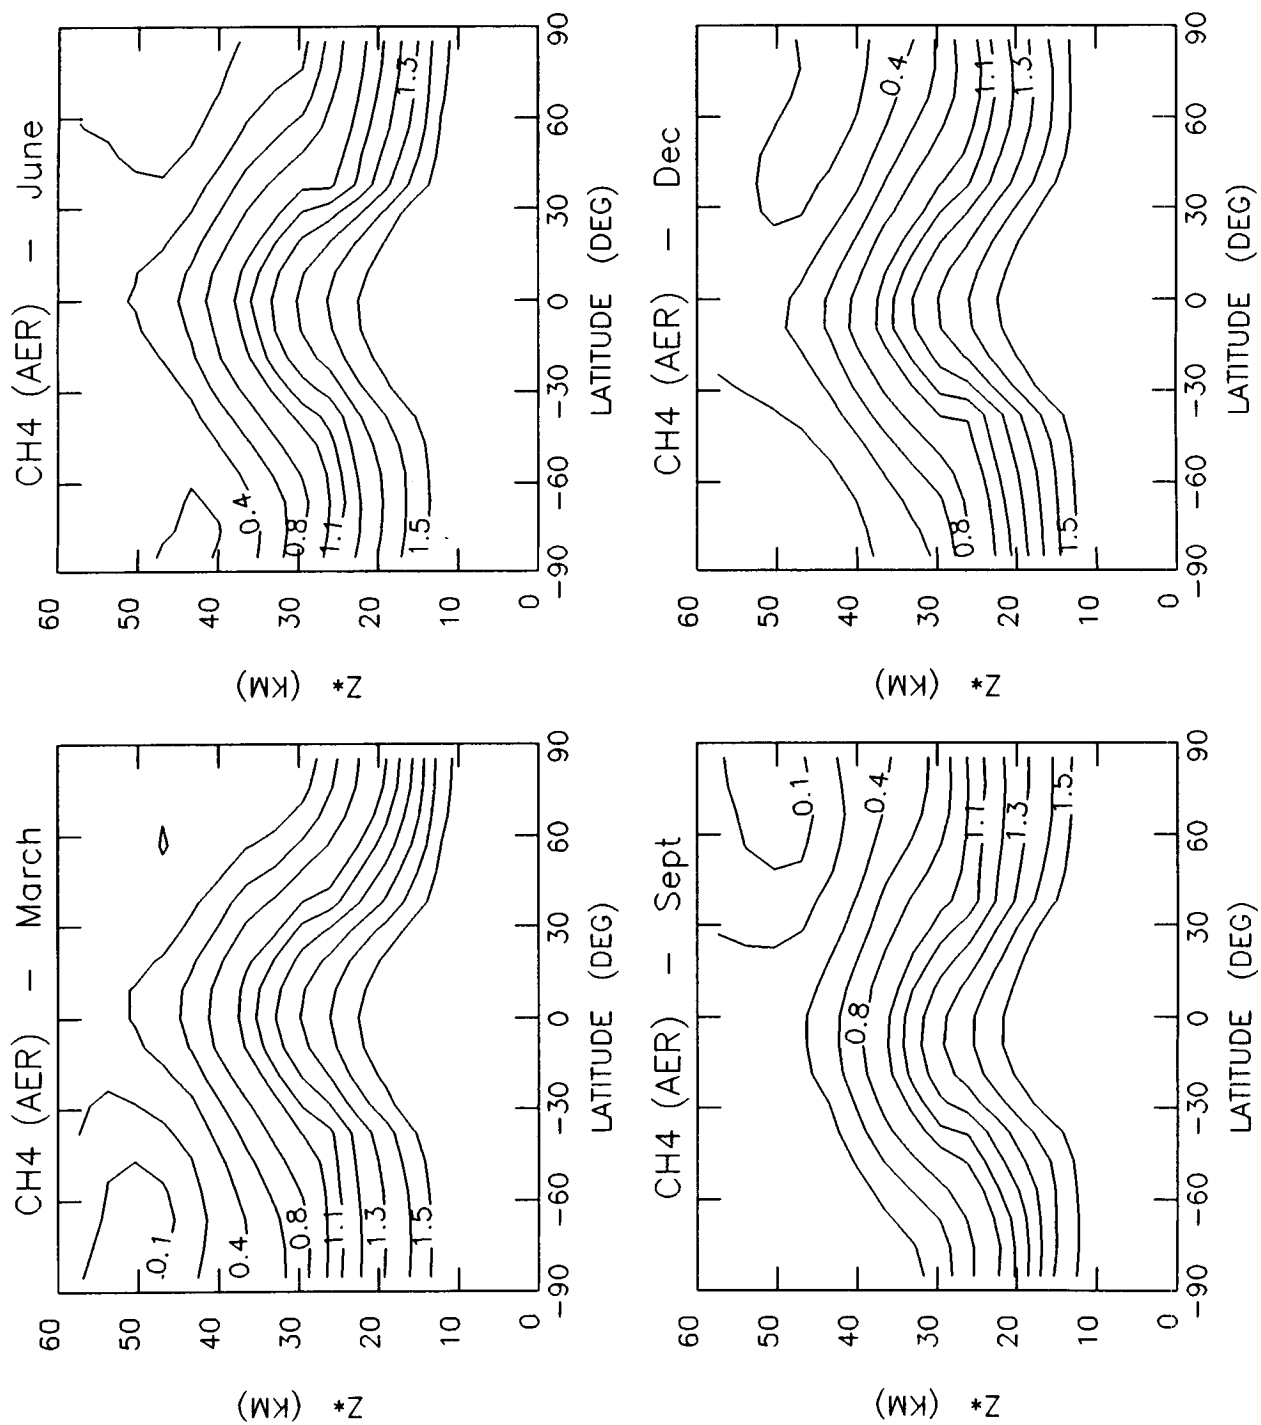 CH4 (AER) – March
60
50
40
30
20
10
0
Z*
(KM)
-90 -60 -30 0 30 60 90
LATITUDE (DEG)
0.1
0.4
0.8
1.1
1.3
1.5
CH4 (AER) – June
60
50
40
30
20
10
0
Z*
(KM)
-90 -60 -30 0 30 60 90
LATITUDE (DEG)
0.4
0.8
1.1
1.5
1.3
CH4 (AER) – Sept
60
50
40
30
20
10
0
Z*
(KM)
-90 -60 -30 0 30 60 90
LATITUDE (DEG)
0.1
0.4
0.8
1.1
1.3
1.5
CH4 (AER) – Dec
60
50
40
30
20
10
0
Z*
(KM)
-90 -60 -30 0 30 60 90
LATITUDE (DEG)
0.4
1.1
1.3
0.8
1.5